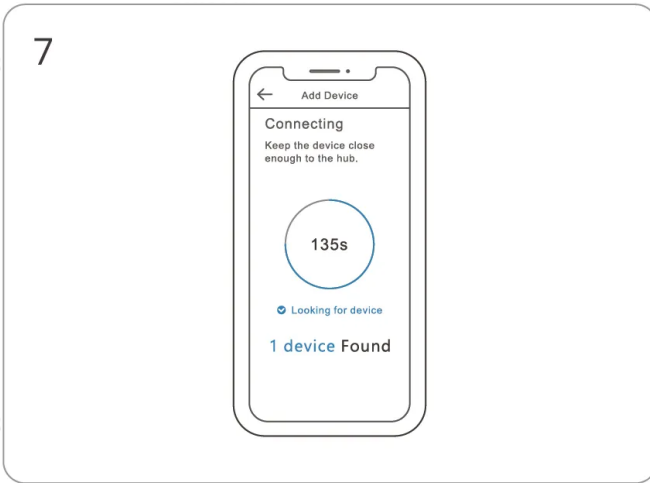 7
Add Device
Connecting
Keep the device close
enough to the hub.
135s
Looking for device
1 device Found